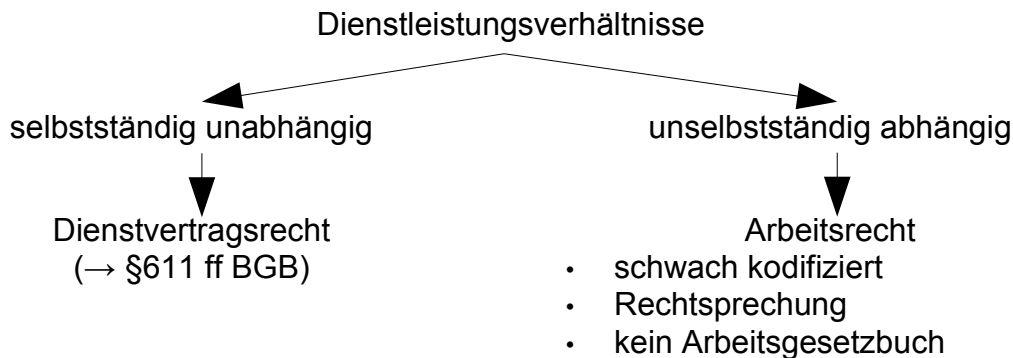 Dienstleistungsverhältnisse
selbstständig unabhängig
unselbstständig abhängig
Dienstvertragsrecht
(→ §611 ff BGB)
Arbeitsrecht
• schwach kodifiziert
• Rechtsprechung
• kein Arbeitsgesetzbuch